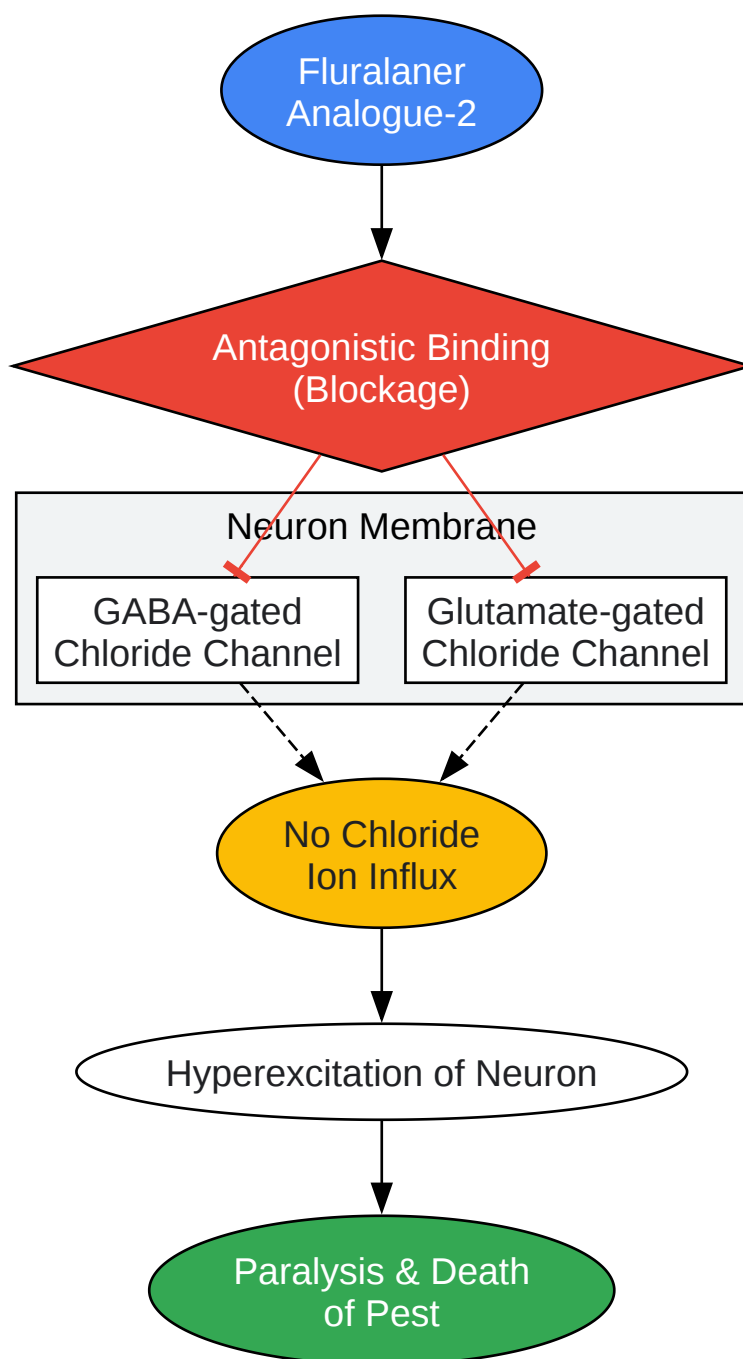 Fluralaner
Analogue-2
Antagonistic Binding
(Blockage)
Neuron Membrane
GABA-gated
Chloride Channel
Glutamate-gated
Chloride Channel
No Chloride
Ion Influx
Hyperexcitation of Neuron
Paralysis & Death
of Pest